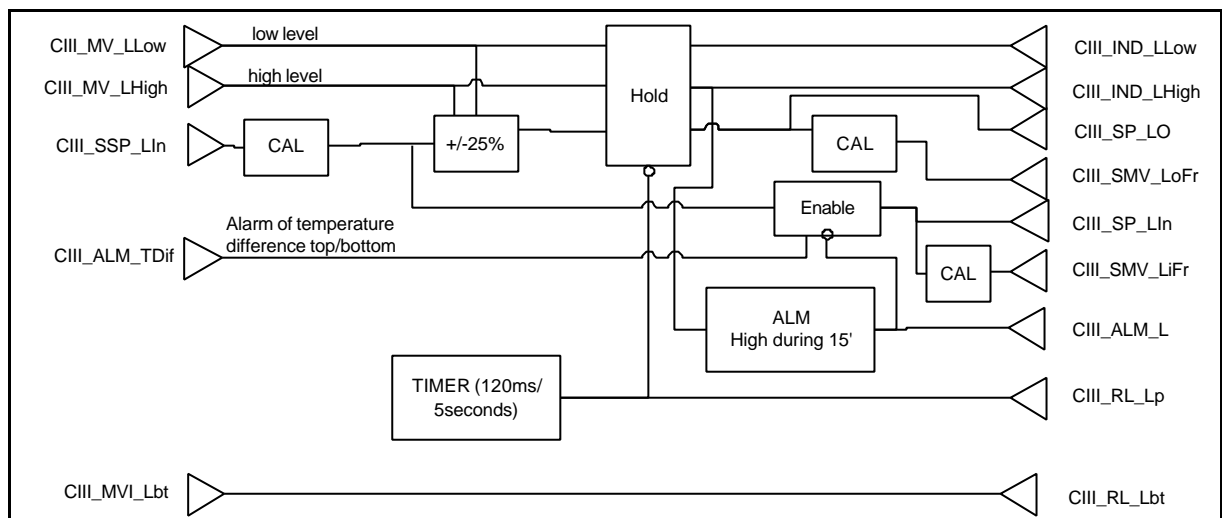 CIII_MV_LLow
low level
CIII_IND_LLow
CIII_MV_LHigh
high level
Hold
CIII_IND_LHigh
CIII_SSP_LIn
CAL
+/-25%
CAL
CIII_SP_LO
CIII_SMV_LoFr
Enable
CIII_SP_LIn
Alarm of temperature
difference top/bottom
CIII_ALM_TDif
CAL
CIII_SMV_LiFr
ALM
High during 15'
CIII_ALM_L
TIMER (120ms/
5seconds)
CIII_RL_Lp
CIII_MVI_Lbt
CIII_RL_Lbt